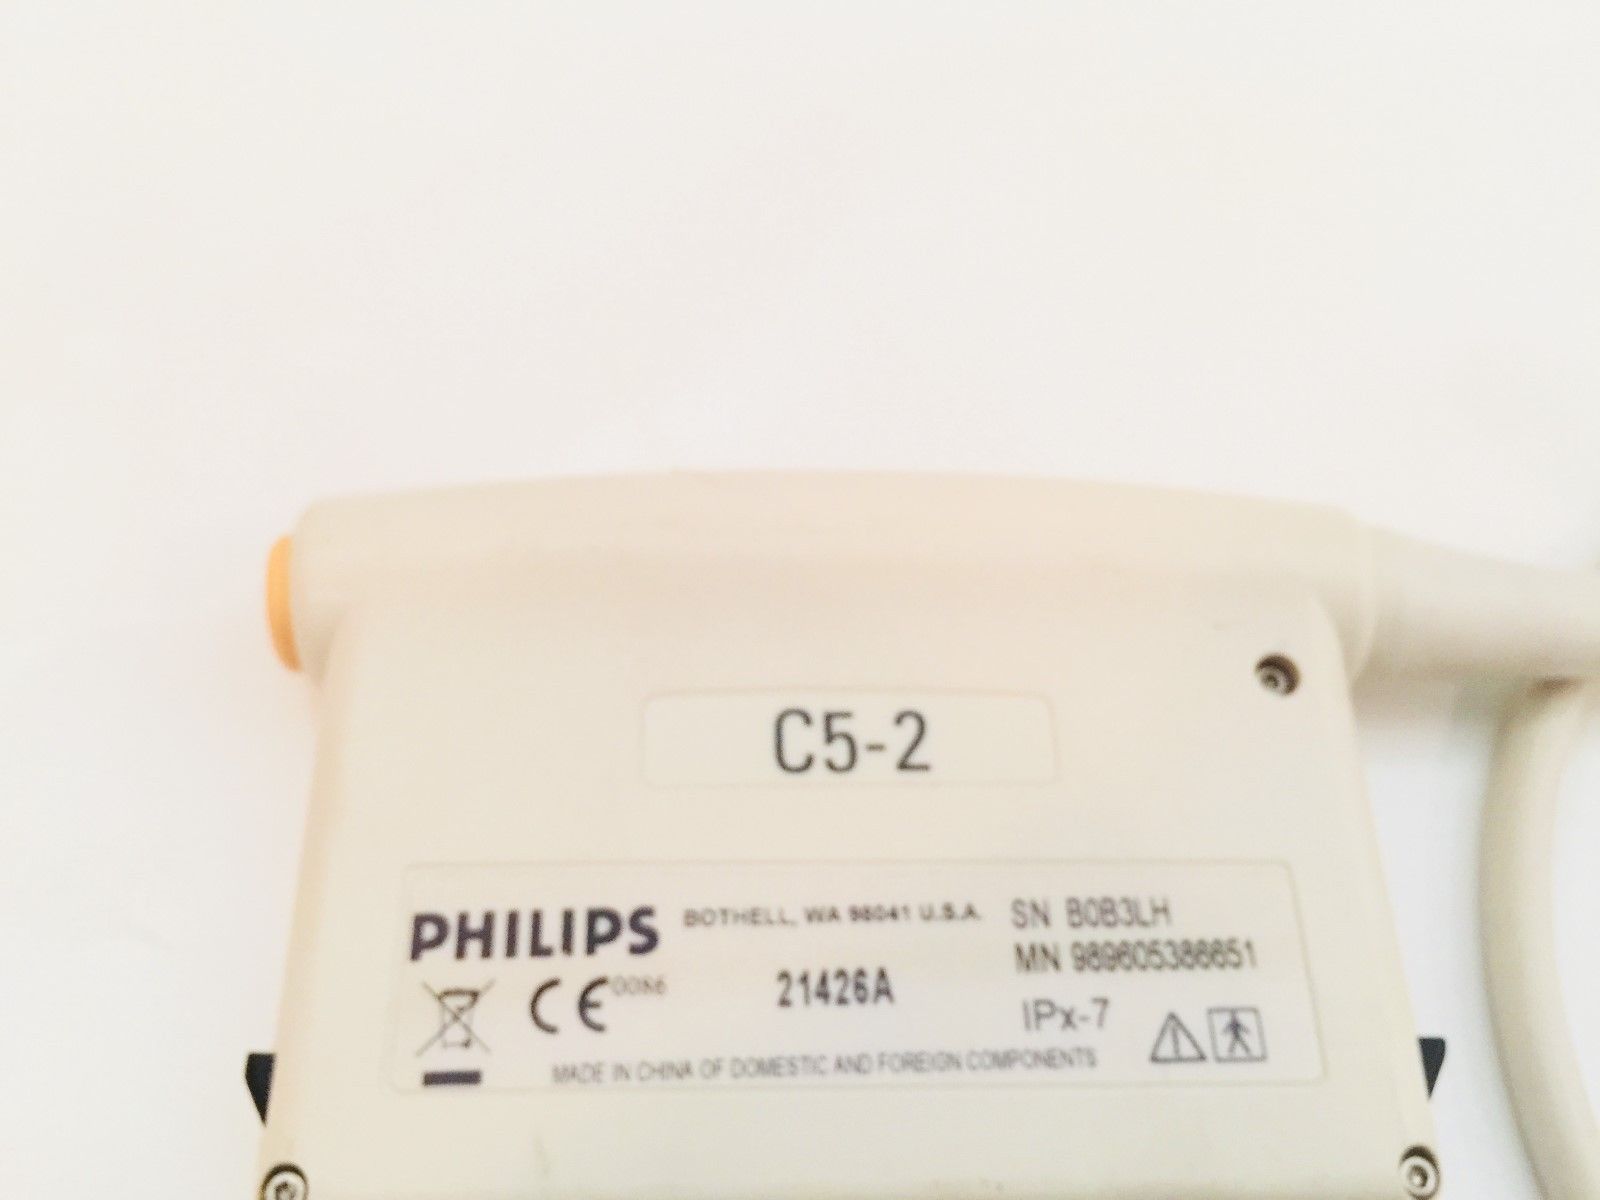 C5-2
PHILIPS BOTHELL, WA 98041 U.S.A. SN B0B3LH
MN 989605386651
CE 0086 21426A
IPx-7
MADE IN CHINA OF DOMESTIC AND FOREIGN COMPONENTS